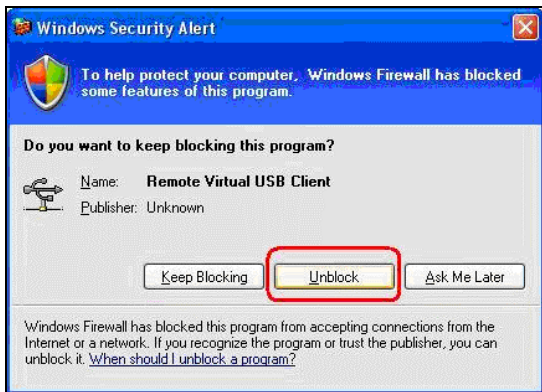 Windows Security Alert
To help protect your computer, Windows Firewall has blocked
some features of this program.
Do you want to keep blocking this program?
Name: Remote Virtual USB Client
Publisher: Unknown
Keep Blocking Unblock Ask Me Later
Windows Firewall has blocked this program from accepting connections from the
Internet or a network. If you recognize the program or trust the publisher, you can
unblock it. When should I unblock a program?